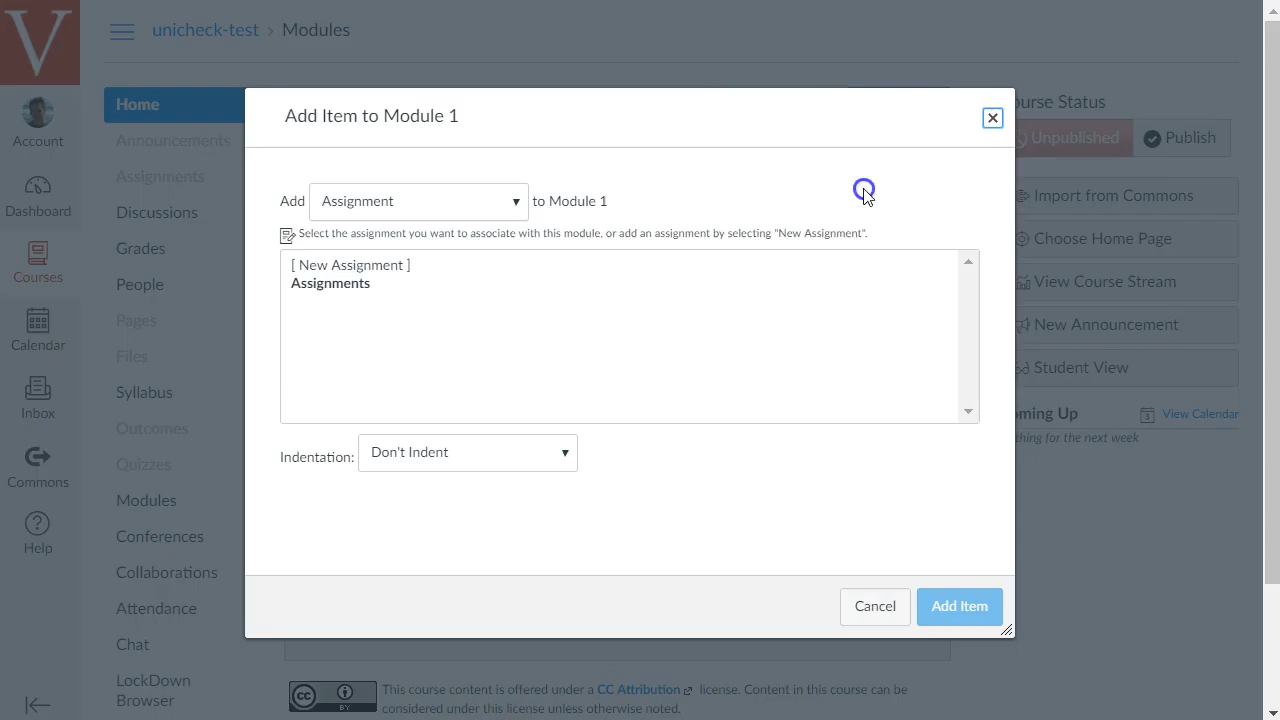 V
unicheck-test > Modules
Account
Dashboard
Courses
Calendar
Inbox
Commons
Help
Home
Announcements
Assignments
Discussions
Grades
People
Pages
Files
Syllabus
Outcomes
Quizzes
Modules
Conferences
Collaborations
Attendance
Chat
LockDown
Browser
Add Item to Module 1
Add Assignment to Module 1
Select the assignment you want to associate with this module, or add an assignment by selecting "New Assignment".
[ New Assignment ]
Assignments
Indentation: Don't Indent
Cancel
Add Item
ourse Status
Unpublished
Publish
Import from Commons
Choose Home Page
View Course Stream
New Announcement
Student View
oming Up
View Calendar
thing for the next week
cc
BY
This course content is offered under a CC Attribution license. Content in this course can be
considered under this license unless otherwise noted.